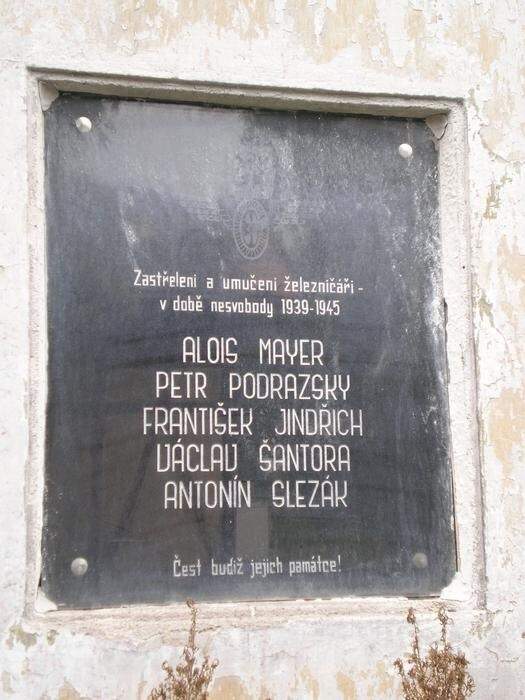 Zastřeleni a umučeni železničáři -
v době nesvobody 1939-1945
ALOIS MAYER
PETR PODRAZSKY
FRANTIŠEK JINDŘICH
VÁCLAV ŠANTORA
ANTONÍN SLEZÁK
Čest budiž jejich památce!